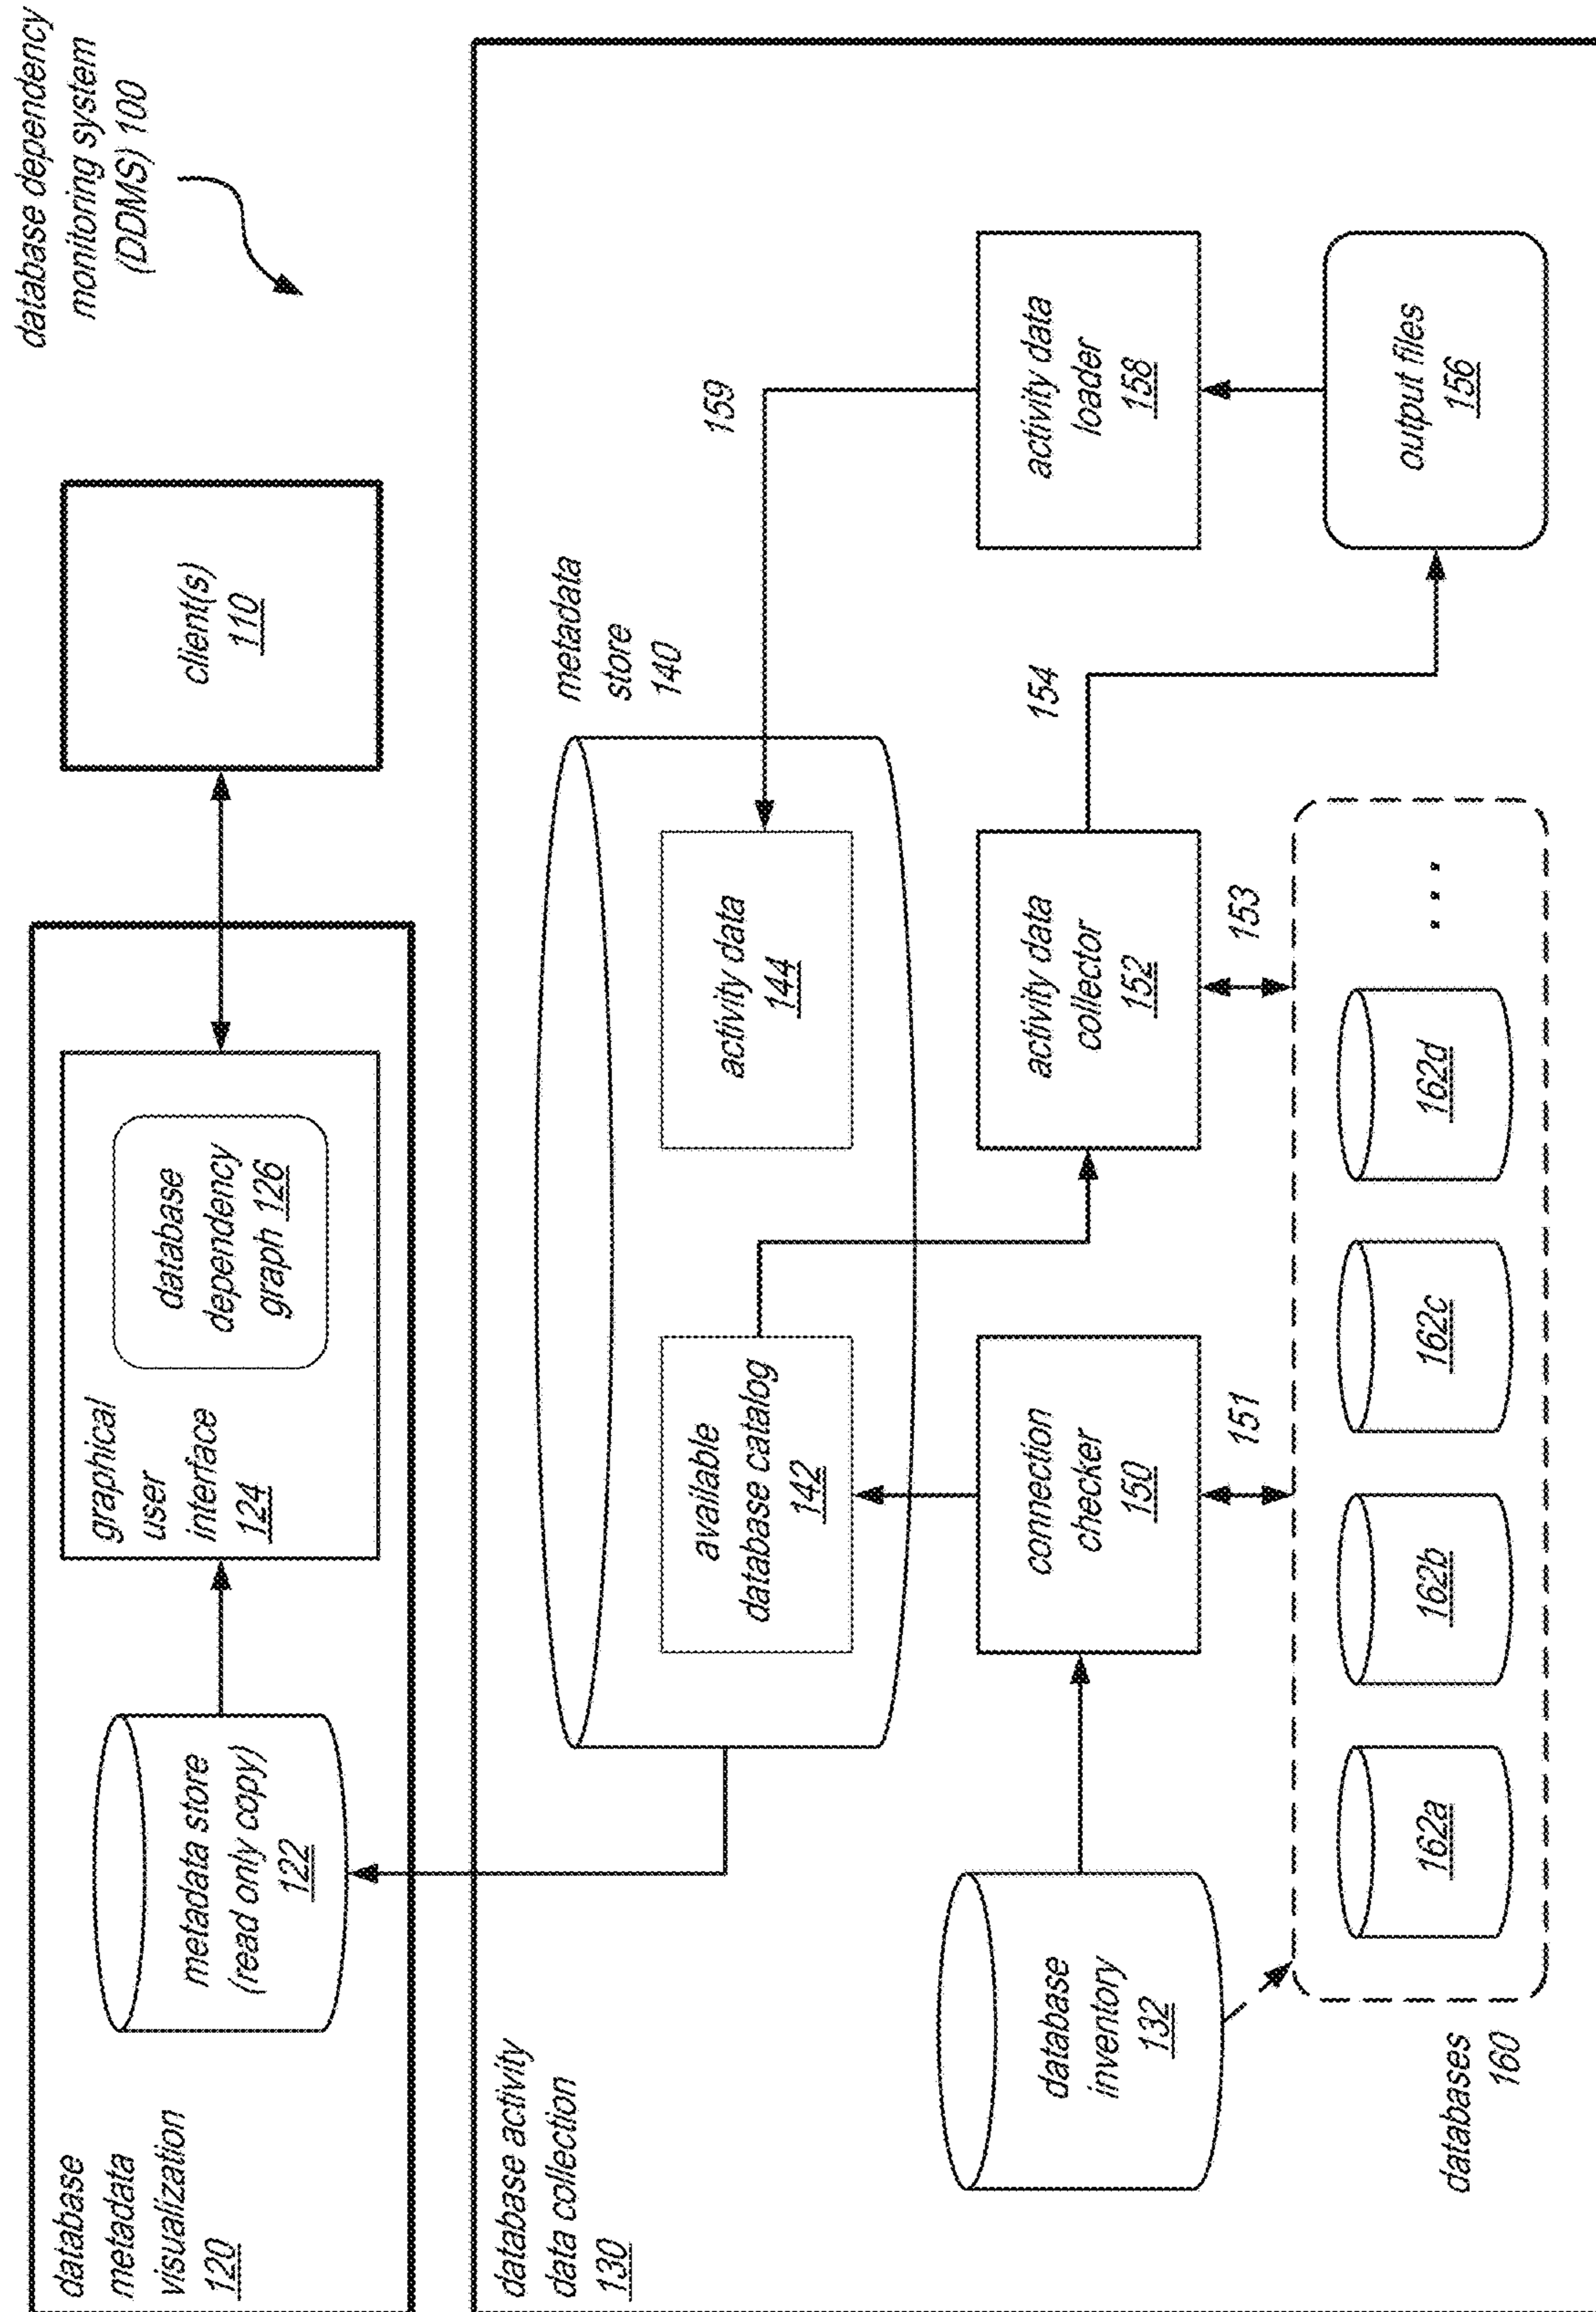 database dependency
monitoring system
(DDMS) 100
database
metadata
visualization
120
metadata store
(read only copy)
122
graphical
user
interface
124
database
dependency
graph 126
client(s)
110
database activity
data collection
130
metadata
store
140
available
database catalog
142
activity data
144
159
database
inventory
132
connection
checker
150
activity data
collector
152
154
activity data
loader
158
151
153
databases
160
162a
162b
162c
162d
...
output files
156